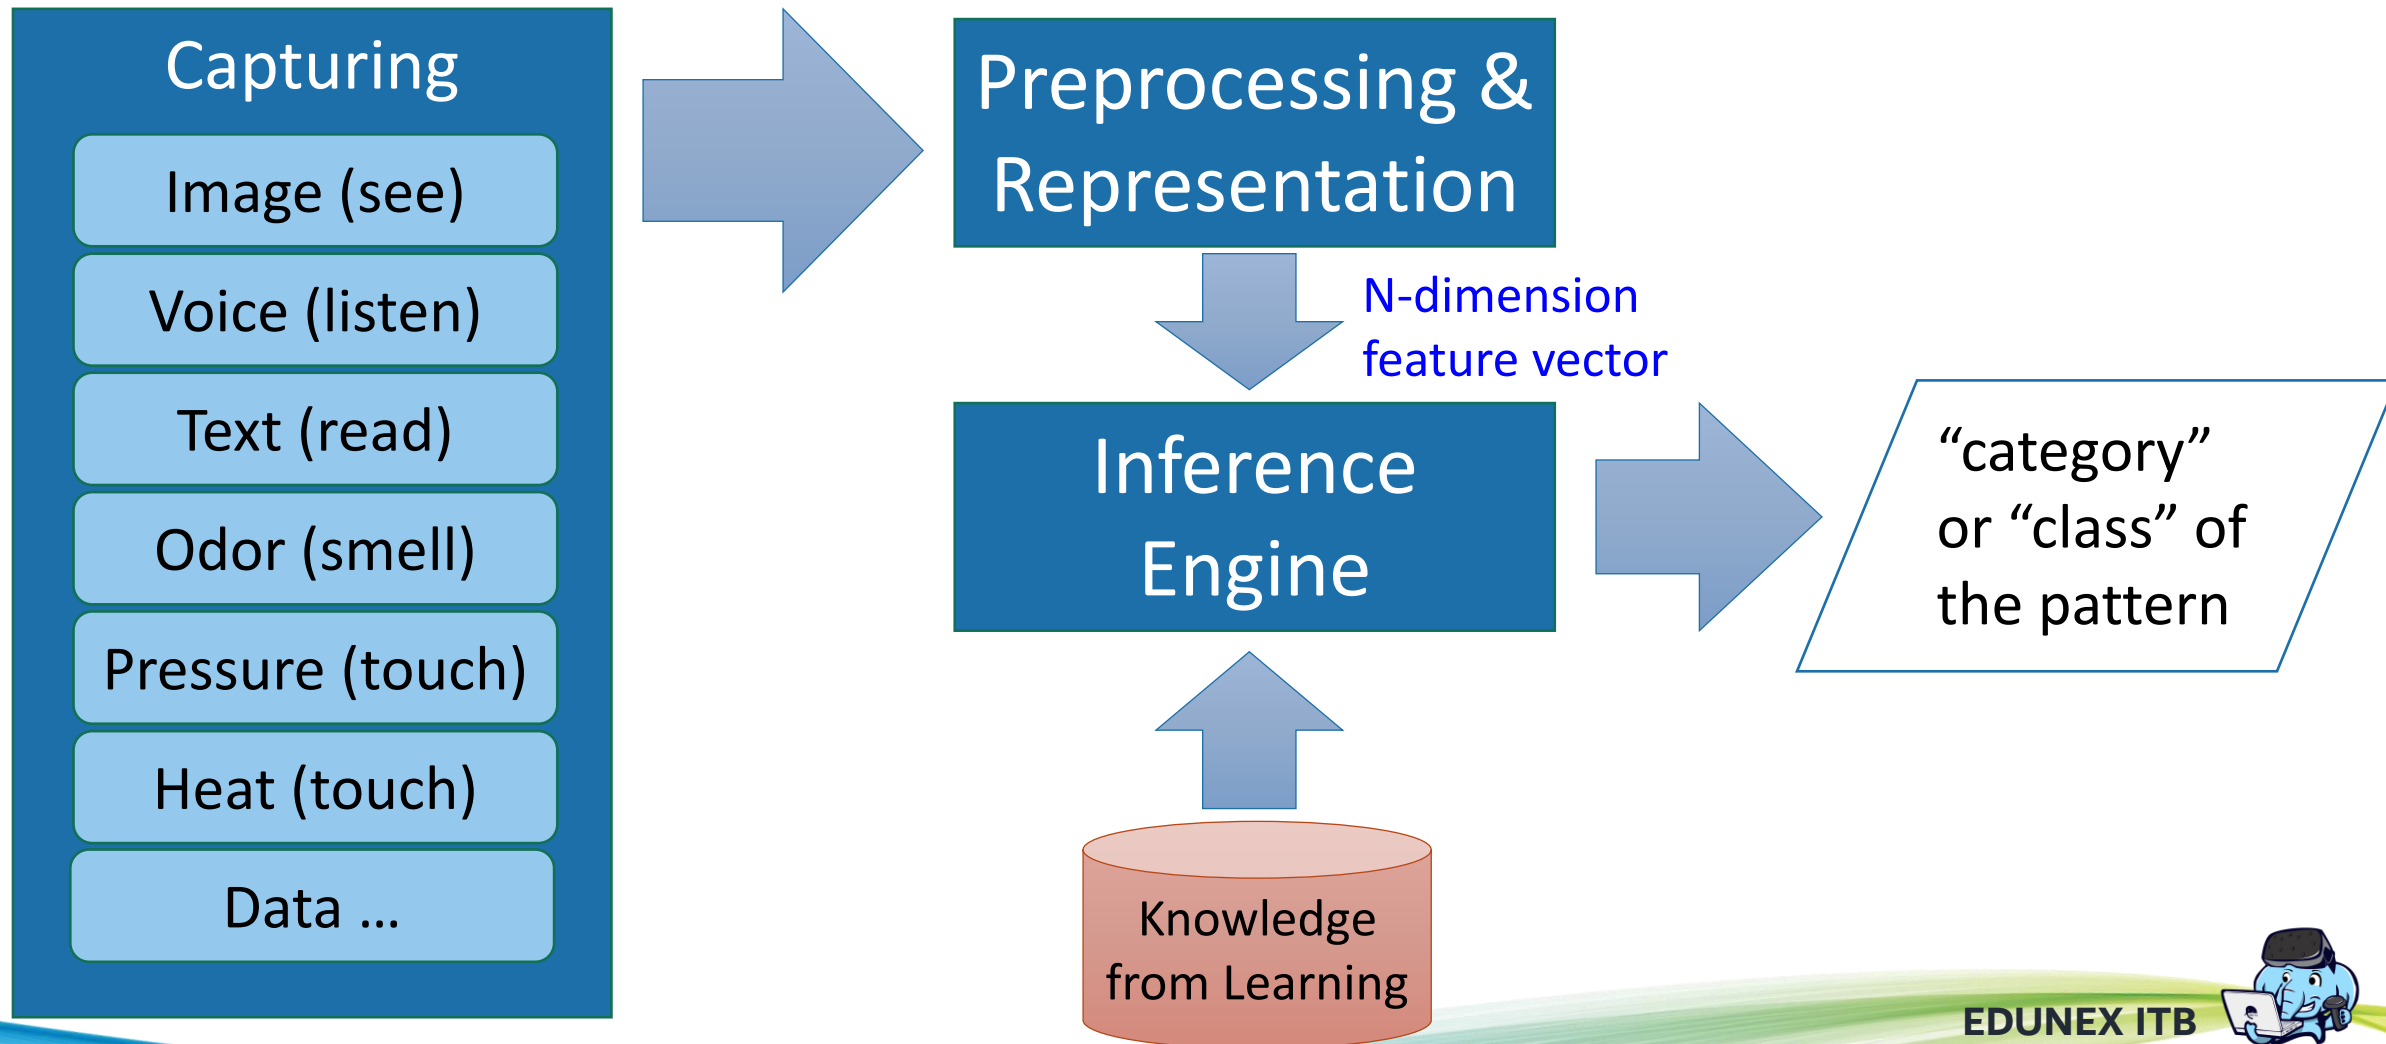 Capturing
Image (see)
Voice (listen)
Text (read)
Odor (smell)
Pressure (touch)
Heat (touch)
Data ...
Preprocessing &
Representation
N-dimension
feature vector
Inference
Engine
“category”
or “class” of
the pattern
Knowledge
from Learning
EDUNEX ITB